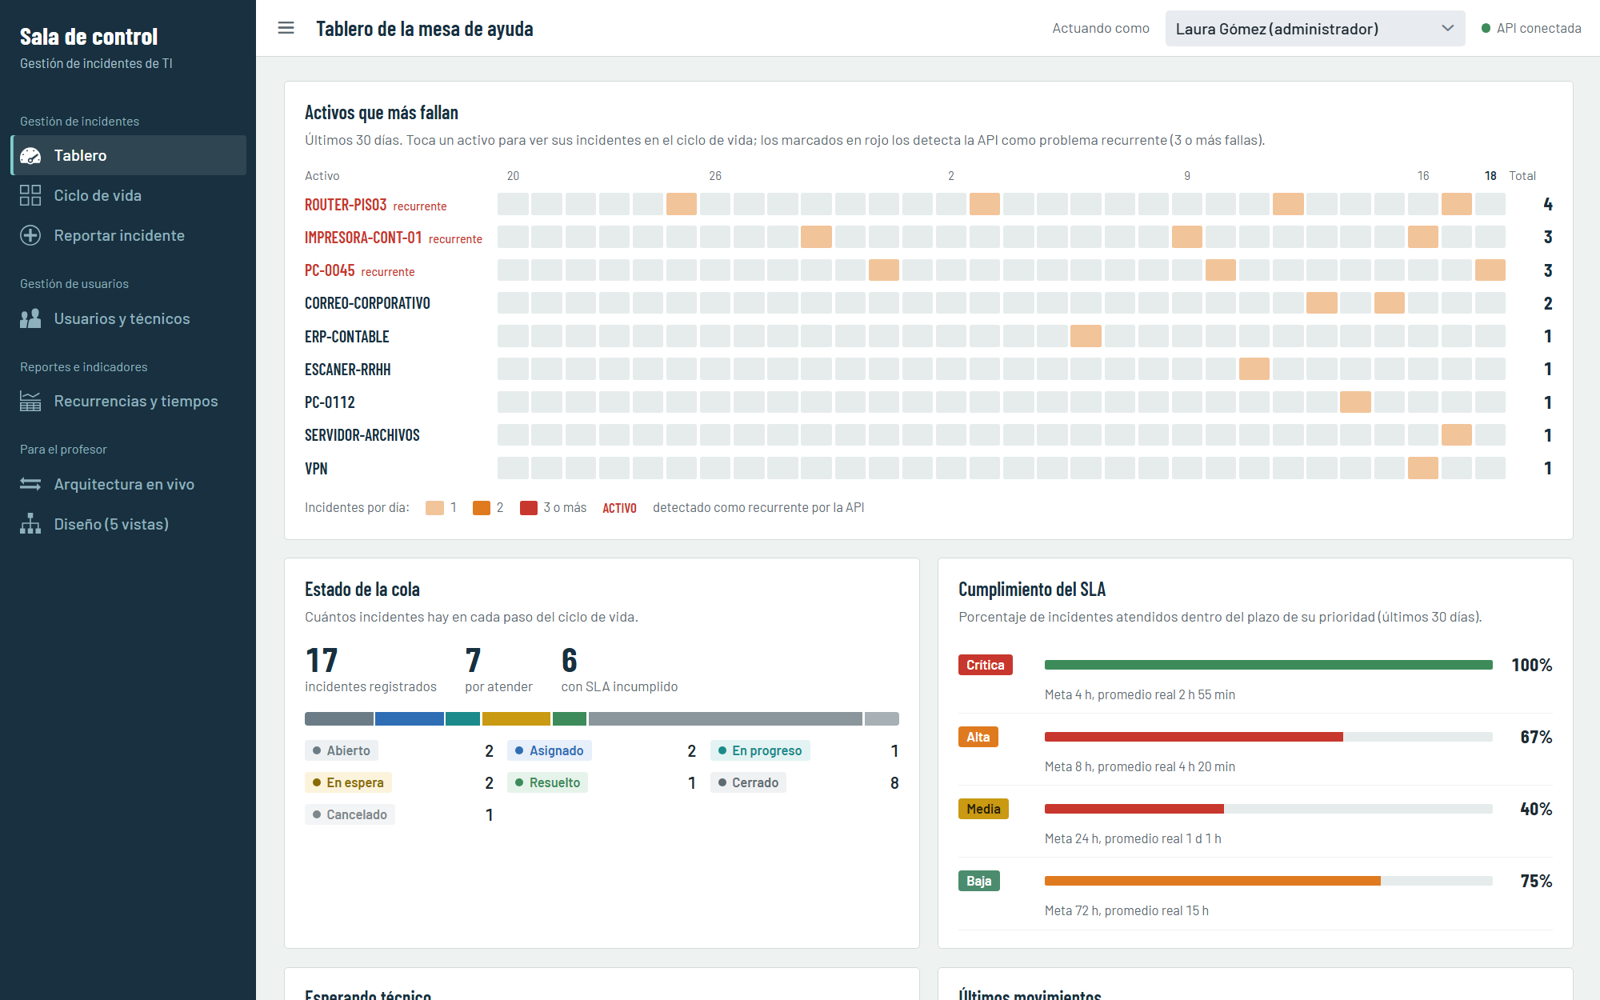 Sala de control
Gestión de incidentes de TI
Gestión de incidentes
Tablero
Ciclo de vida
Reportar incidente
Gestión de usuarios
Usuarios y técnicos
Reportes e indicadores
Recurrencias y tiempos
Para el profesor
Arquitectura en vivo
Diseño (5 vistas)
Tablero de la mesa de ayuda
Actuando como
Laura Gómez (administrador)
API conectada
Activos que más fallan
Últimos 30 días. Toca un activo para ver sus incidentes en el ciclo de vida; los marcados en rojo los detecta la API como problema recurrente (3 o más fallas).
Activo 20 26 2 9 16 18 Total
ROUTER-PISO3 recurrente 4
IMPRESORA-CONT-01 recurrente 3
PC-0045 recurrente 3
CORREO-CORPORATIVO 2
ERP-CONTABLE 1
ESCANER-RRHH 1
PC-0112 1
SERVIDOR-ARCHIVOS 1
VPN 1
Incidentes por día: 1 2 3 o más ACTIVO detectado como recurrente por la API
Estado de la cola
Cuántos incidentes hay en cada paso del ciclo de vida.
17 7 6
incidentes registrados por atender con SLA incumplido
Abierto 2 Asignado 2 En progreso 1
En espera 2 Resuelto 1 Cerrado 8
Cancelado 1
Cumplimiento del SLA
Porcentaje de incidentes atendidos dentro del plazo de su prioridad (últimos 30 días).
Crítica 100%
Meta 4 h, promedio real 2 h 55 min
Alta 67%
Meta 8 h, promedio real 4 h 20 min
Media 40%
Meta 24 h, promedio real 1 d 1 h
Baja 75%
Meta 72 h, promedio real 15 h
Esperando técnico
Últimos movimientos